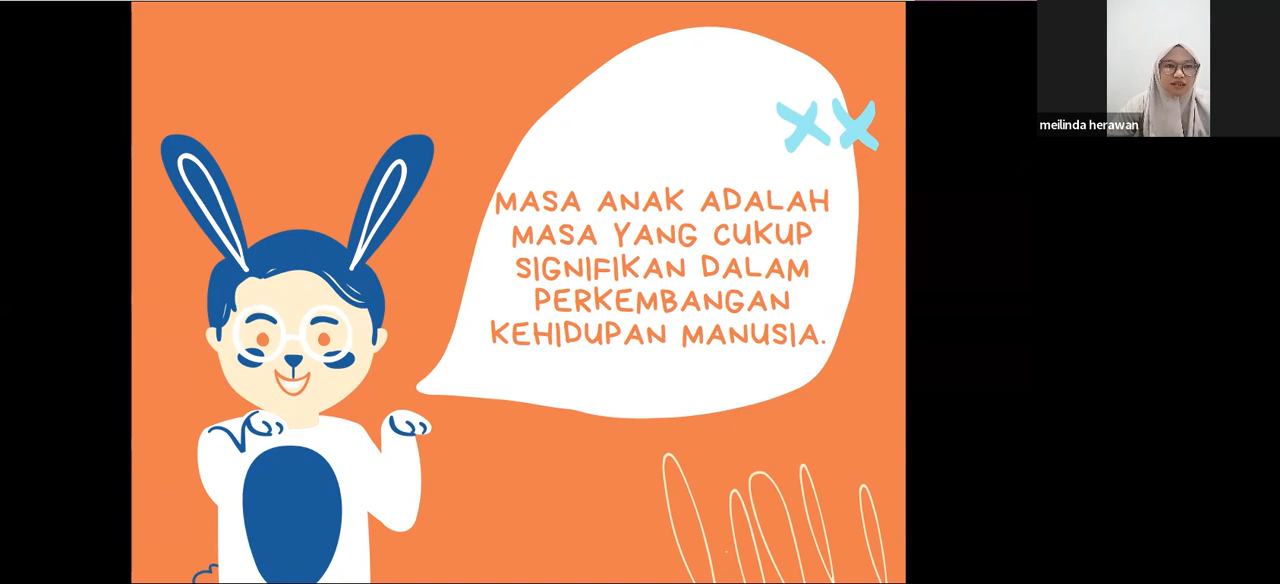 MASA ANAK ADALAH
MASA YANG CUKUP
SIGNIFIKAN DALAM
PERKEMBANGAN
KEHIDUPAN MANUSIA.
meilinda herawan